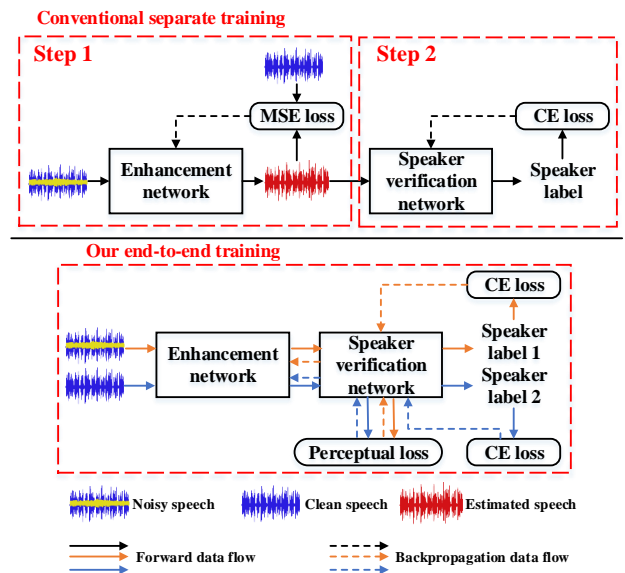 Conventional separate training
Step 1
Step 2
MSE loss
CE loss
Enhancement
network
Speaker
verification
network
Speaker
label
Our end-to-end training
CE loss
Enhancement
network
Speaker
verification
network
Speaker
label 1
Speaker
label 2
Perceptual loss
CE loss
Noisy speech
Clean speech
Estimated speech
Forward data flow
Backpropagation data flow